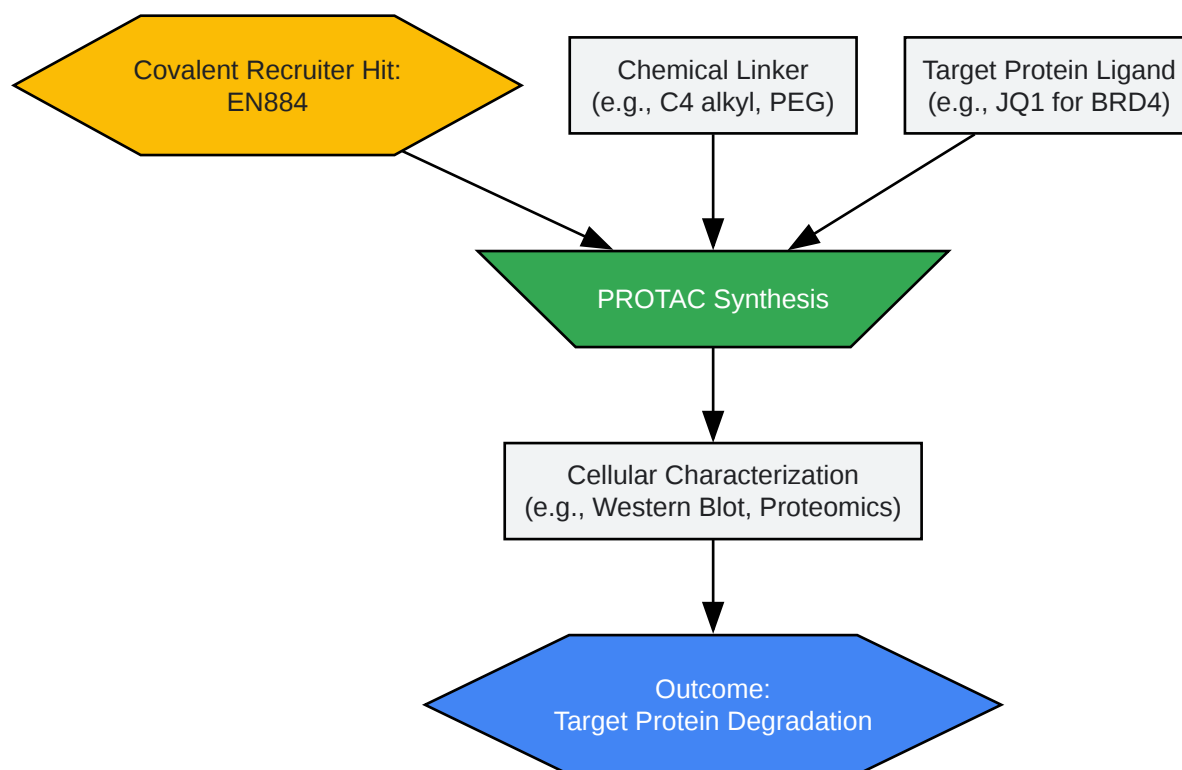 Covalent Recruiter Hit:
EN884
Chemical Linker
(e.g., C4 alkyl, PEG)
Target Protein Ligand
(e.g., JQ1 for BRD4)
PROTAC Synthesis
Cellular Characterization
(e.g., Western Blot, Proteomics)
Outcome:
Target Protein Degradation